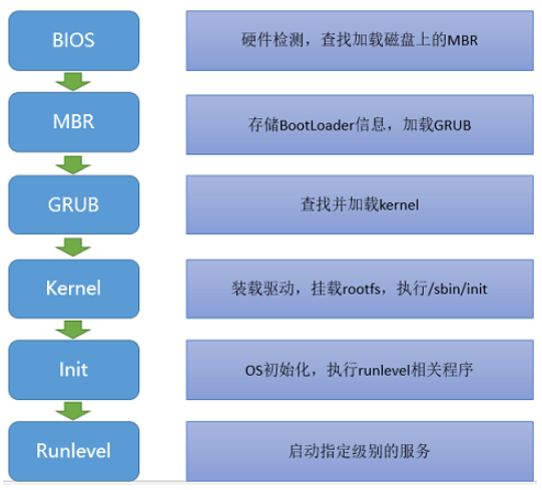 BIOS
硬件检测，查找加载磁盘上的MBR
MBR
存储BootLoader信息，加载GRUB
GRUB
查找并加载kernel
Kernel
装载驱动，挂载rootfs，执行/sbin/init
Init
OS初始化，执行runlevel相关程序
Runlevel
启动指定级别的服务